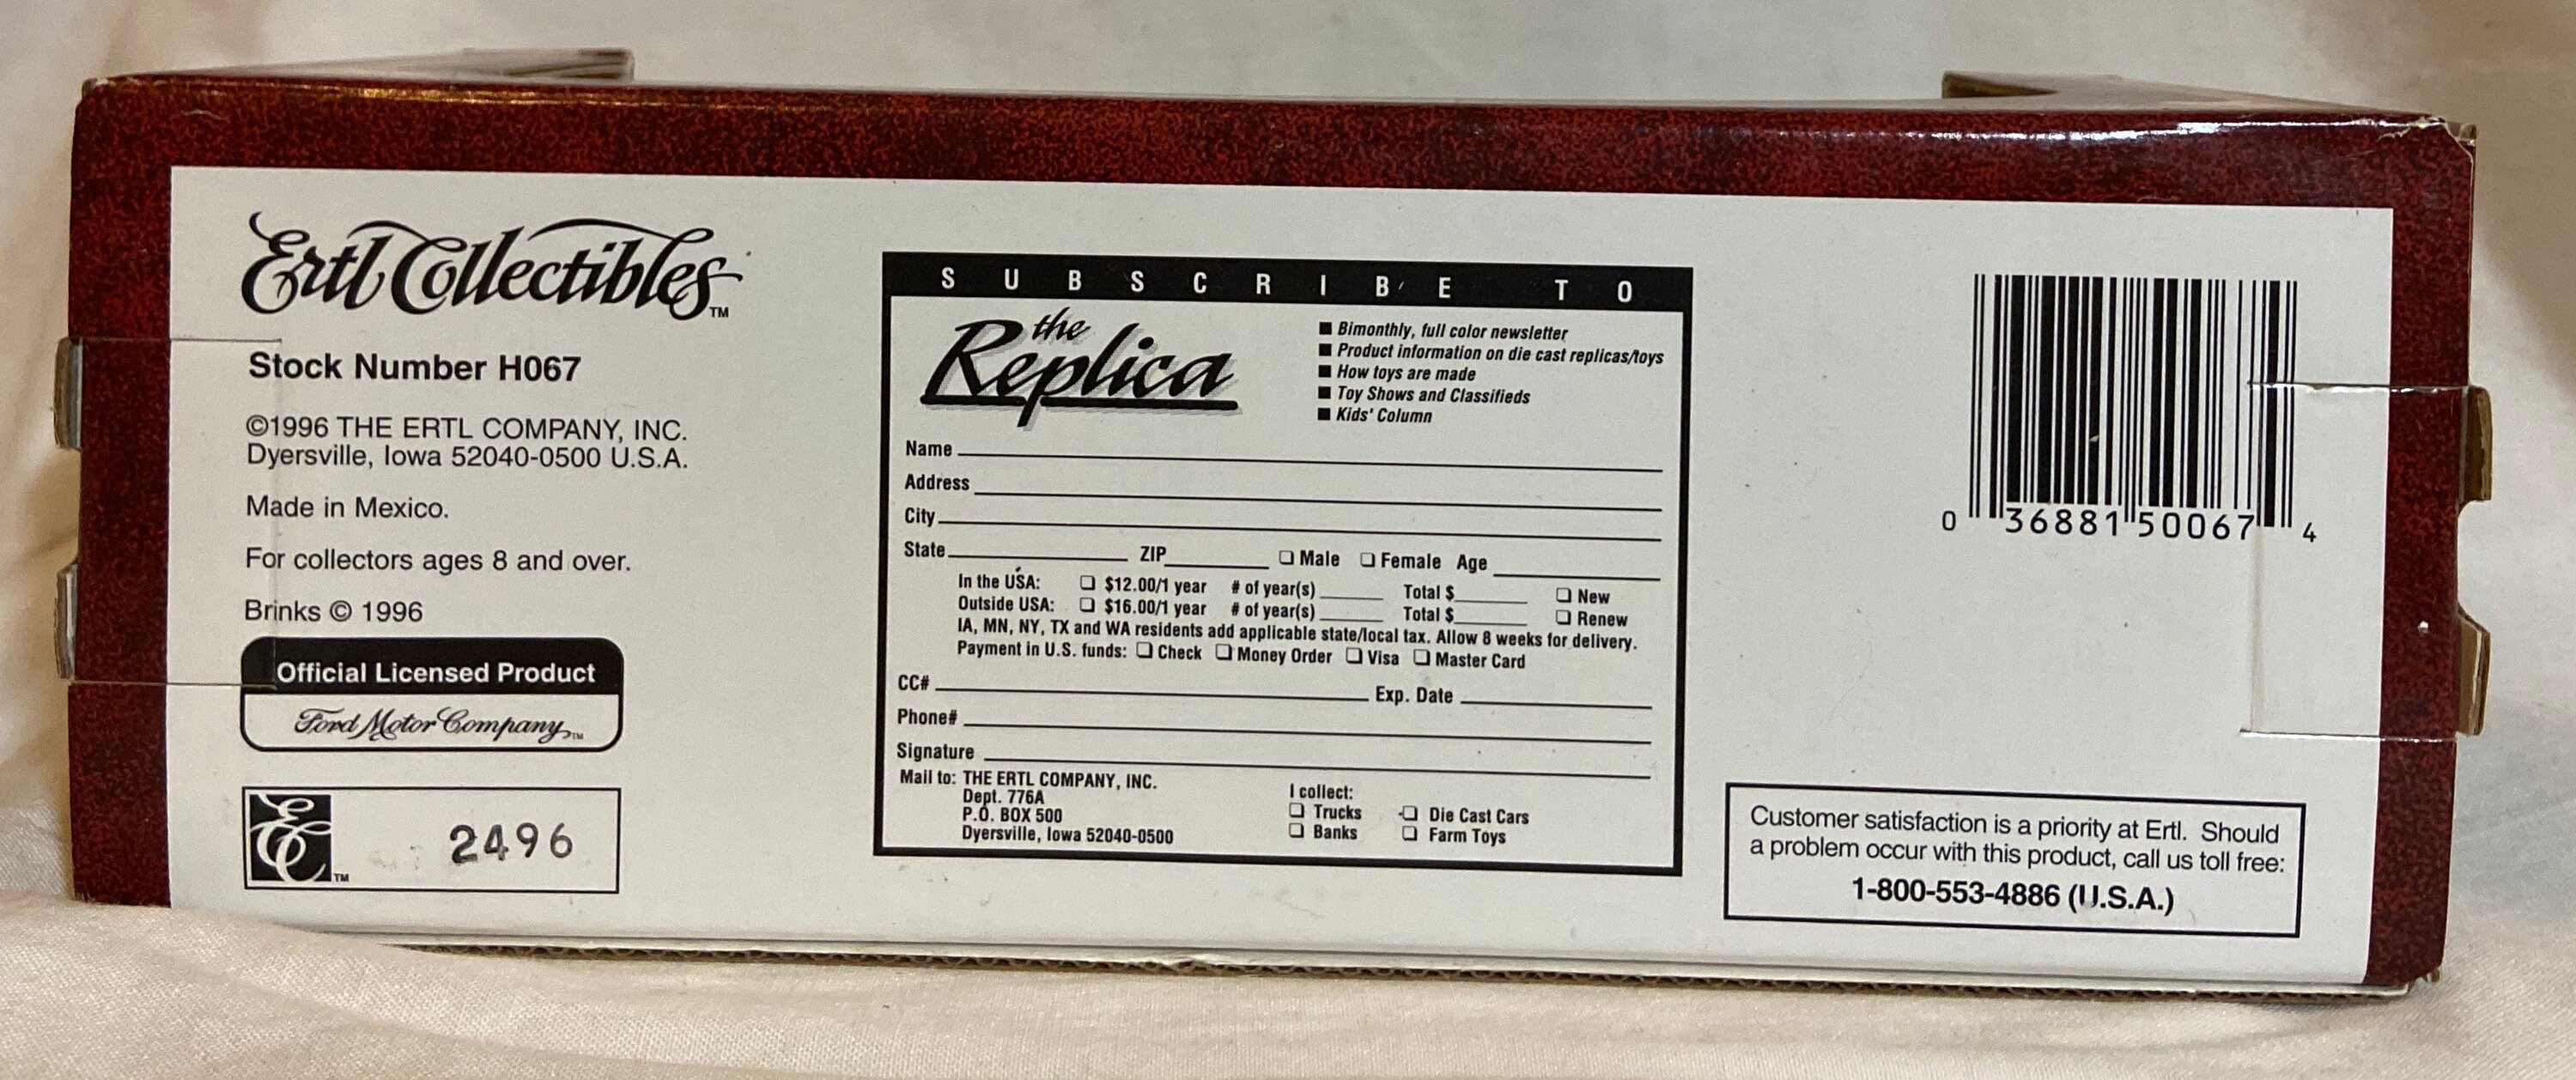 Ertl Collectibles™
Stock Number H067
©1996 THE ERTL COMPANY, INC.
Dyersville, Iowa 52040-0500 U.S.A.
Made in Mexico.
For collectors ages 8 and over.
Brinks © 1996
Official Licensed Product
Ford Motor Company™
E™
2496
SUBSCRIBE TO
the
Replica
■ Bimonthly, full color newsletter
■ Product information on die cast replicas/toys
■ How toys are made
■ Toy Shows and Classifieds
■ Kids' Column
Name
Address
City
State ZIP ❏ Male ❏ Female Age
In the USA: ❏ $12.00/1 year # of year(s) Total $ ❏ New
Outside USA: ❏ $16.00/1 year # of year(s) Total $ ❏ Renew
IA, MN, NY, TX and WA residents add applicable state/local tax. Allow 8 weeks for delivery.
Payment in U.S. funds: ❏ Check ❏ Money Order ❏ Visa ❏ Master Card
CC# Exp. Date
Phone#
Signature
Mail to: THE ERTL COMPANY, INC.
Dept. 776A
P.O. BOX 500
Dyersville, Iowa 52040-0500
I collect:
❏ Trucks ❏ Die Cast Cars
❏ Banks ❏ Farm Toys
0 36881 50067 4
Customer satisfaction is a priority at Ertl. Should
a problem occur with this product, call us toll free:
1-800-553-4886 (U.S.A.)